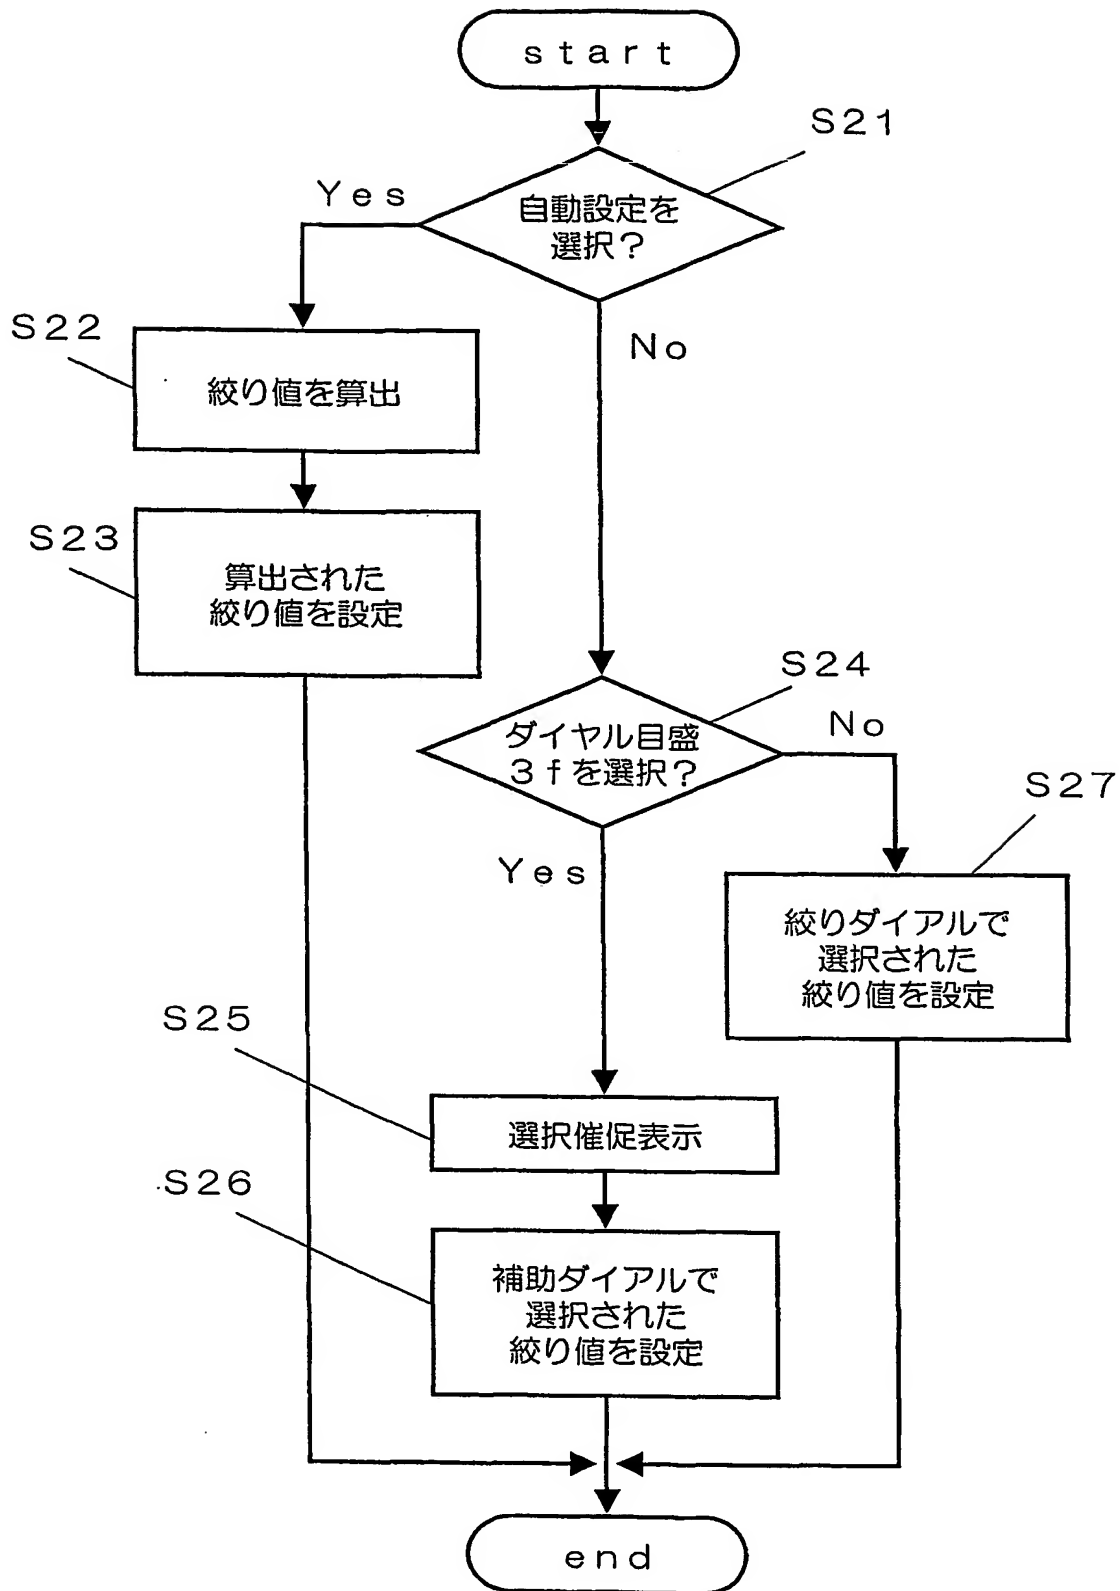 start
S21
Yes
自動設定を
選択？
S22
No
絞り値を算出
S23
算出された
絞り値を設定
S24
ダイヤル目盛
３ｆを選択？
No
S27
Yes
絞りダイアルで
選択された
絞り値を設定
S25
選択催促表示
S26
補助ダイアルで
選択された
絞り値を設定
end